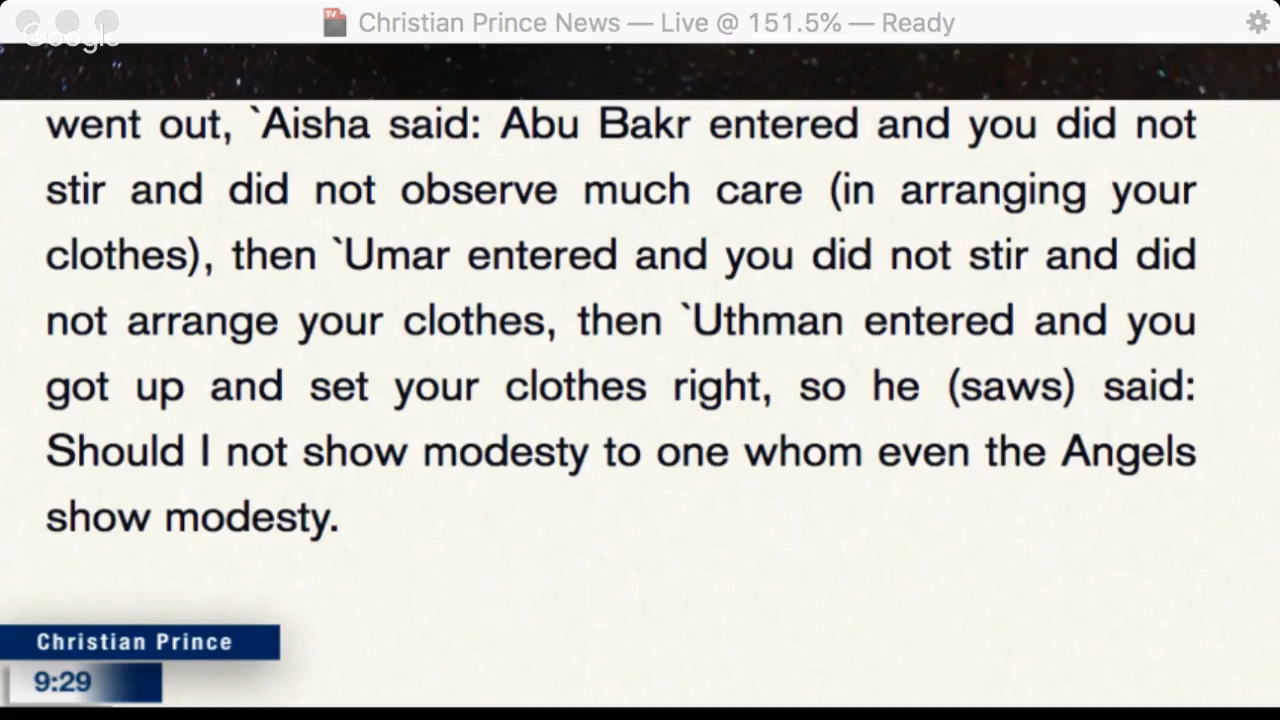 TV Christian Prince News — Live @ 151.5% — Ready
Google
went out, `Aisha said: Abu Bakr entered and you did not
stir and did not observe much care (in arranging your
clothes), then `Umar entered and you did not stir and did
not arrange your clothes, then `Uthman entered and you
got up and set your clothes right, so he (saws) said:
Should I not show modesty to one whom even the Angels
show modesty.
Christian Prince
9:29